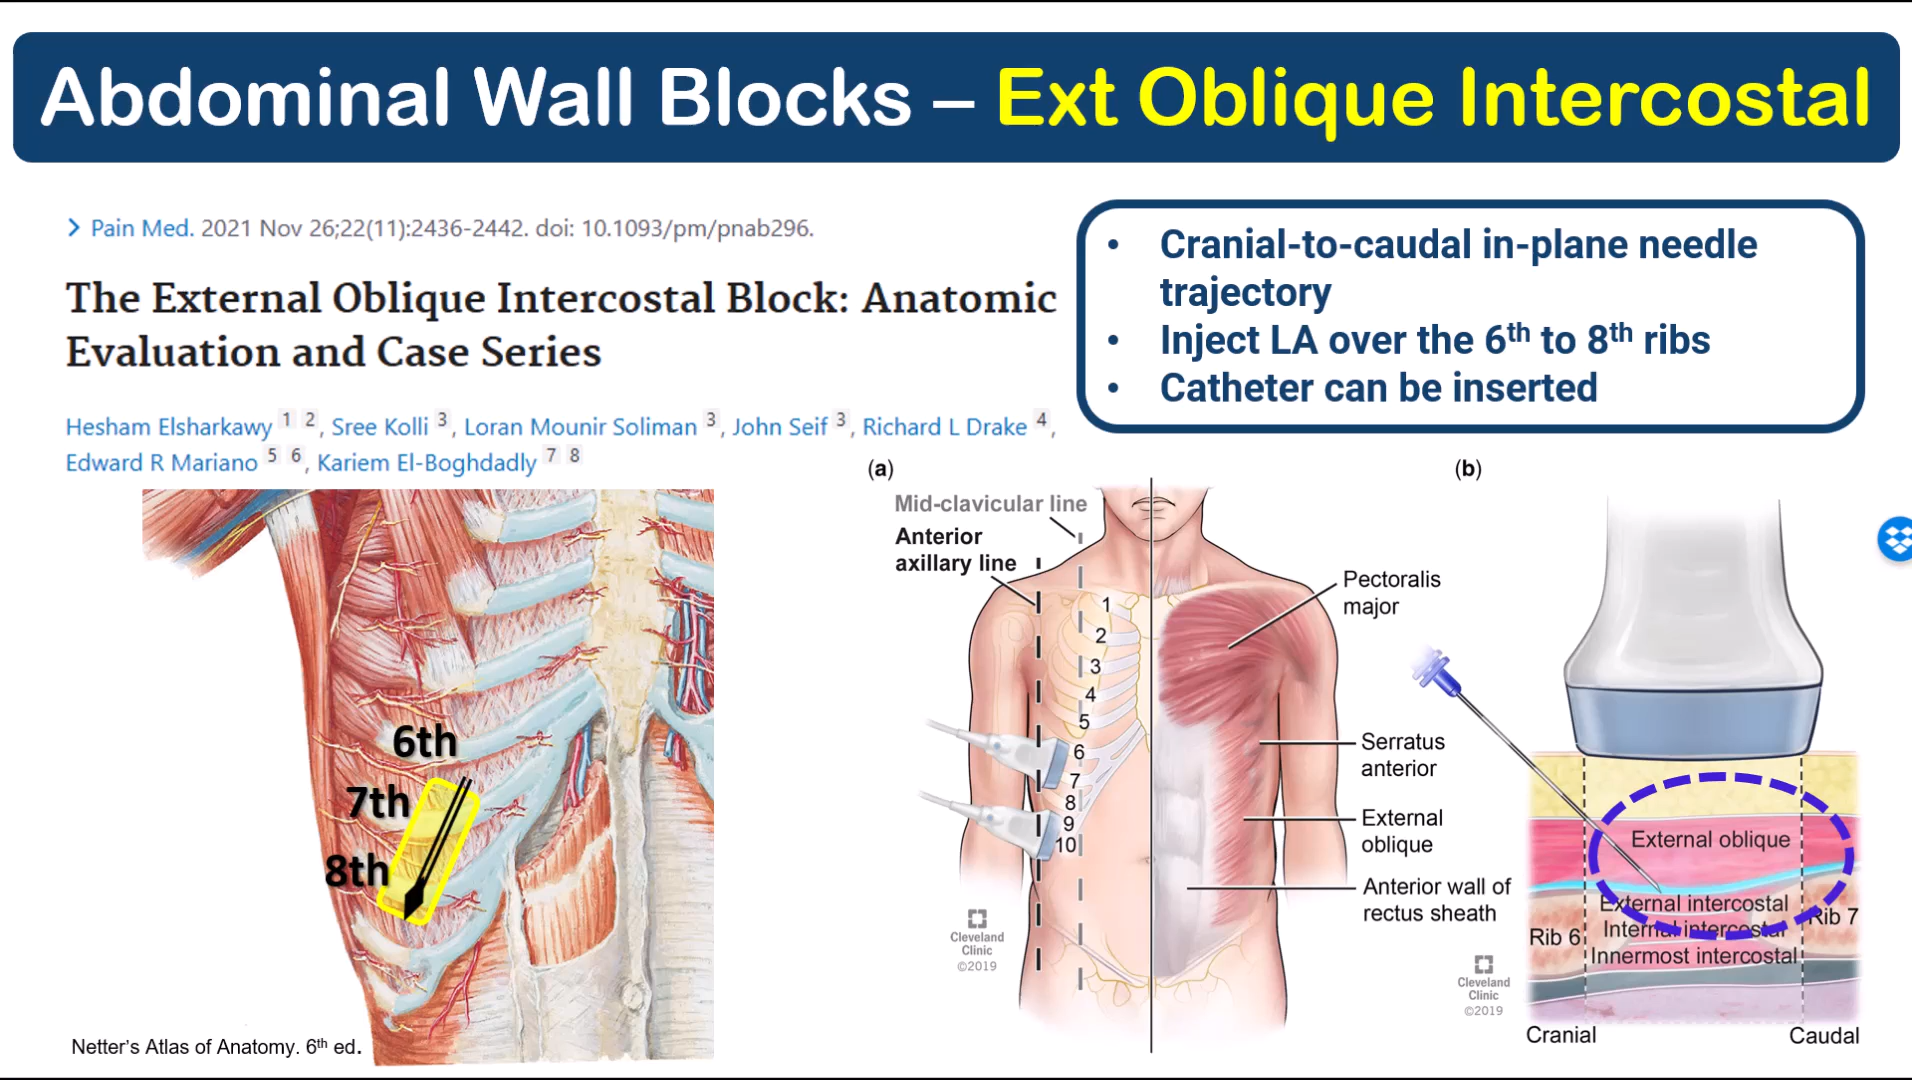 Abdominal Wall Blocks – Ext Oblique Intercostal
> Pain Med. 2021 Nov 26;22(11):2436-2442. doi: 10.1093/pm/pnab296.
The External Oblique Intercostal Block: Anatomic
Evaluation and Case Series
Hesham Elsharkawy 1 2, Sree Kolli 3, Loran Mounir Soliman 3, John Seif 3, Richard L Drake 4,
Edward R Mariano 5 6, Kariem El-Boghdadly 7 8
• Cranial-to-caudal in-plane needle
trajectory
• Inject LA over the 6th to 8th ribs
• Catheter can be inserted
6th
7th
8th
Netter's Atlas of Anatomy. 6th ed.
(a)
Mid-clavicular line
Anterior
axillary line
1
2
3
4
5
6
7
8
9
10
Pectoralis
major
Serratus
anterior
External
oblique
Anterior wall of
rectus sheath
Cleveland
Clinic
©2019
(b)
External oblique
External intercostal
Internal intercostal
Innermost intercostal
Rib 6
Rib 7
Cleveland
Clinic
©2019
Cranial
Caudal